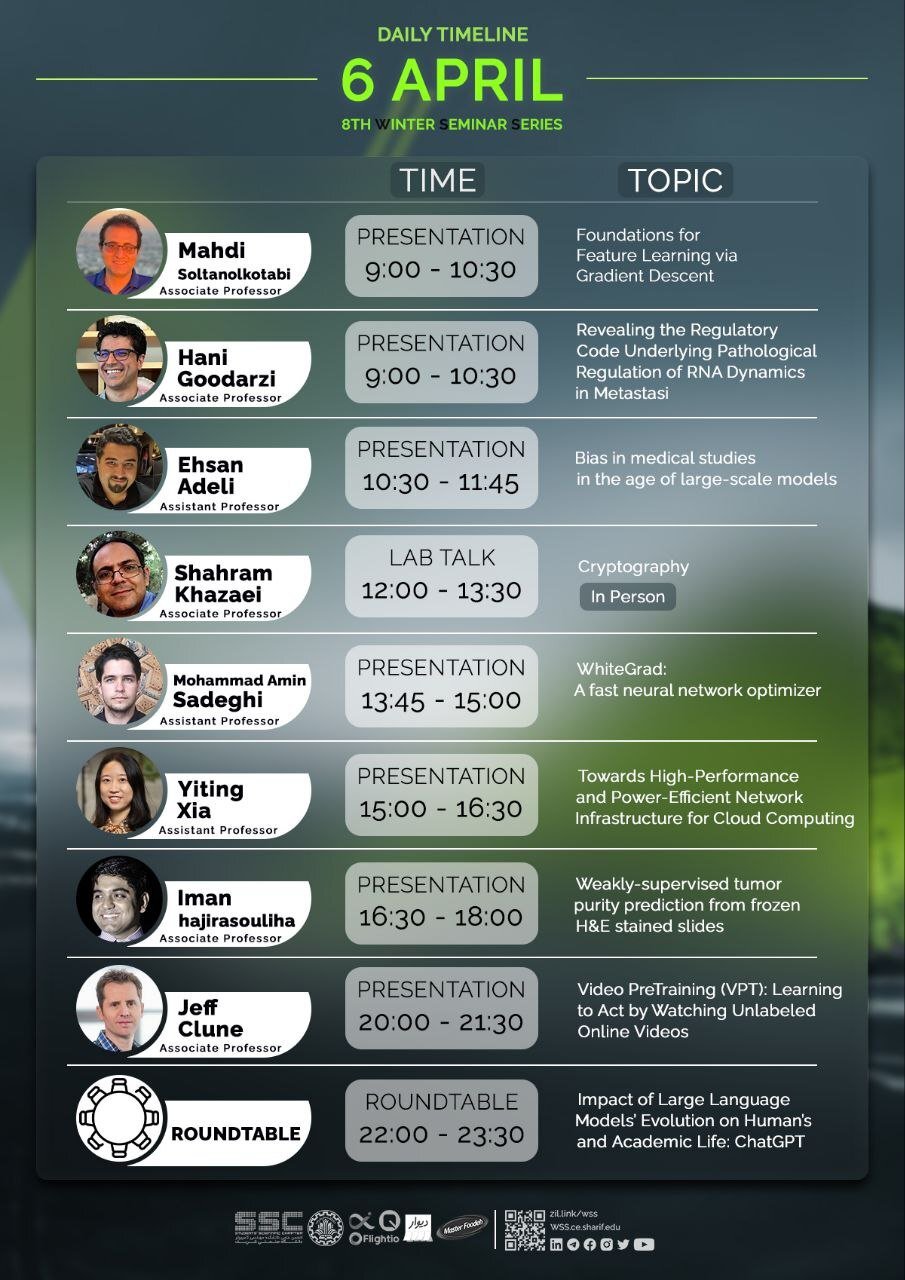 DAILY TIMELINE
6 APRIL
8TH WINTER SEMINAR SERIES
TIME
TOPIC
Mahdi
Soltanolkotabi
Associate Professor
PRESENTATION
9:00 - 10:30
Foundations for
Feature Learning via
Gradient Descent
Hani
Goodarzi
Associate Professor
PRESENTATION
9:00 - 10:30
Revealing the Regulatory
Code Underlying Pathological
Regulation of RNA Dynamics
in Metastasi
Ehsan
Adeli
Assistant Professor
PRESENTATION
10:30 - 11:45
Bias in medical studies
in the age of large-scale models
Shahram
Khazaei
Associate Professor
LAB TALK
12:00 - 13:30
Cryptography
In Person
Mohammad Amin
Sadeghi
Assistant Professor
PRESENTATION
13:45 - 15:00
WhiteGrad:
A fast neural network optimizer
Yiting
Xia
Assistant Professor
PRESENTATION
15:00 - 16:30
Towards High-Performance
and Power-Efficient Network
Infrastructure for Cloud Computing
Iman
hajirasouliha
Associate Professor
PRESENTATION
16:30 - 18:00
Weakly-supervised tumor
purity prediction from frozen
H&E stained slides
Jeff
Clune
Associate Professor
PRESENTATION
20:00 - 21:30
Video PreTraining (VPT): Learning
to Act by Watching Unlabeled
Online Videos
ROUNDTABLE
ROUNDTABLE
22:00 - 23:30
Impact of Large Language
Models' Evolution on Human's
and Academic Life: ChatGPT
SSC
STUDENTS SCIENTIFIC CHAPTER
Flightio
دیوار
Master Foodeh
zil.link/wss
WSS.ce.sharif.edu